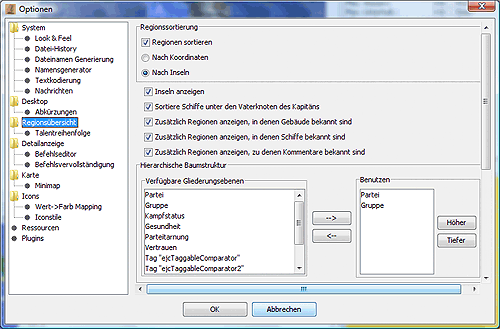 Optionen
System
Look & Feel
Datei-History
Dateinamen Generierung
Namensgenerator
Textkodierung
Nachrichten
Desktop
Abkürzungen
Regionsübersicht
Talentreihenfolge
Detailanzeige
Befehlseditor
Befehlsvervollständigung
Karte
Minimap
Icons
Wert->Farb Mapping
Iconstile
Ressourcen
Plugins
Regionssortierung
Regionen sortieren
Nach Koordinaten
Nach Inseln
Inseln anzeigen
Sortiere Schiffe unter den Vaterknoten des Kapitäns
Zusätzlich Regionen anzeigen, in denen Gebäude bekannt sind
Zusätzlich Regionen anzeigen, in denen Schiffe bekannt sind
Zusätzlich Regionen anzeigen, zu denen Kommentare bekannt sind
Hierarchische Baumstruktur
Verfügbare Gliederungsebenen
Partei
Gruppe
Kampfstatus
Gesundheit
Parteitarnung
Vertrauen
Tag "ejcTaggableComparator"
Tag "ejcTaggableComparator2"
-->
<--
Benutzen
Partei
Gruppe
Höher
Tiefer
OK
Abbrechen